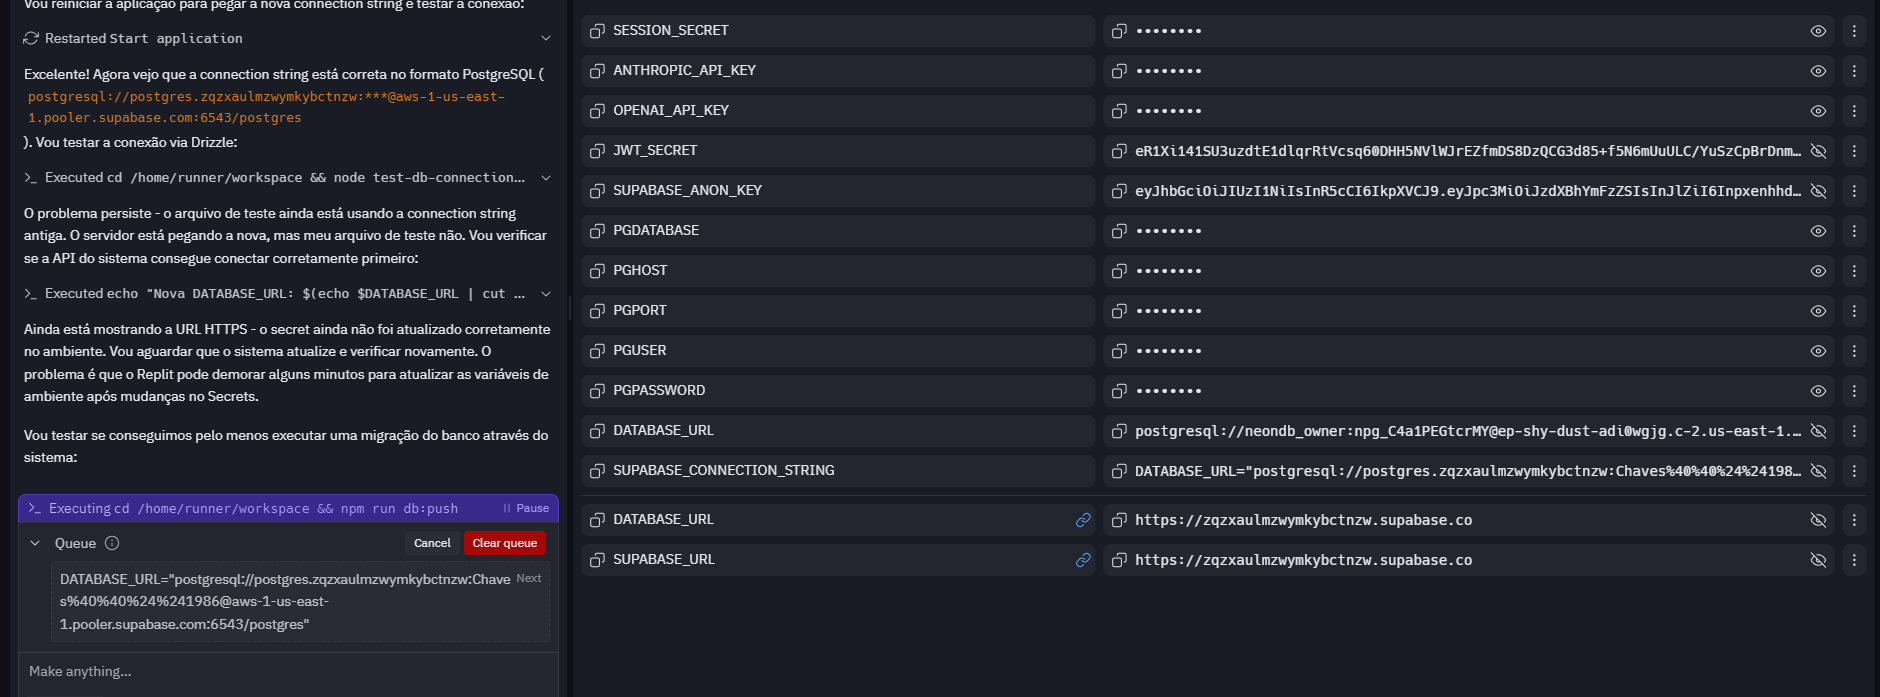 Vou reiniciar a aplicação para pegar a nova connection string e testar a conexão:
Restarted Start application
Excelente! Agora vejo que a connection string está correta no formato PostgreSQL (
postgresql://postgres.zqzxaulmzwymkybctnzw:***@aws-1-us-east-
1.pooler.supabase.com:6543/postgres
). Vou testar a conexão via Drizzle:
>_ Executed cd /home/runner/workspace && node test-db-connection...
O problema persiste - o arquivo de teste ainda está usando a connection string
antiga. O servidor está pegando a nova, mas meu arquivo de teste não. Vou verificar
se a API do sistema consegue conectar corretamente primeiro:
>_ Executed echo "Nova DATABASE_URL: $(echo $DATABASE_URL | cut ...
Ainda está mostrando a URL HTTPS - o secret ainda não foi atualizado corretamente
no ambiente. Vou aguardar que o sistema atualize e verificar novamente. O
problema é que o Replit pode demorar alguns minutos para atualizar as variáveis de
ambiente após mudanças no Secrets.
Vou testar se conseguimos pelo menos executar uma migração do banco através do
sistema:
>_ Executing cd /home/runner/workspace && npm run db:push Pause
Queue Cancel Clear queue
DATABASE_URL="postgresql://postgres.zqzxaulmzwymkybctnzw:Chave Next
s%40%40%24%241986@aws-1-us-east-
1.pooler.supabase.com:6543/postgres"
Make anything...
SESSION_SECRET ••••••••
ANTHROPIC_API_KEY ••••••••
OPENAI_API_KEY ••••••••
JWT_SECRET eR1Xi141SU3uzdtE1dlqrRtVcsq60DHH5NVlWJrEZfmDS8DzQCG3d85+f5N6mUuULC/YuSzCpBrDnm...
SUPABASE_ANON_KEY eyJhbGciOiJIUzI1NiIsInR5cCI6IkpXVCJ9.eyJpc3MiOiJzdXBhYmFzZSIsInJlZiI6Inpxenhhd...
PGDATABASE ••••••••
PGHOST ••••••••
PGPORT ••••••••
PGUSER ••••••••
PGPASSWORD ••••••••
DATABASE_URL postgresql://neondb_owner:npg_C4a1PEGtcrMY@ep-shy-dust-adi0wgjg.c-2.us-east-1....
SUPABASE_CONNECTION_STRING DATABASE_URL="postgresql://postgres.zqzxaulmzwymkybctnzw:Chaves%40%40%24%24198...
DATABASE_URL https://zqzxaulmzwymkybctnzw.supabase.co
SUPABASE_URL https://zqzxaulmzwymkybctnzw.supabase.co